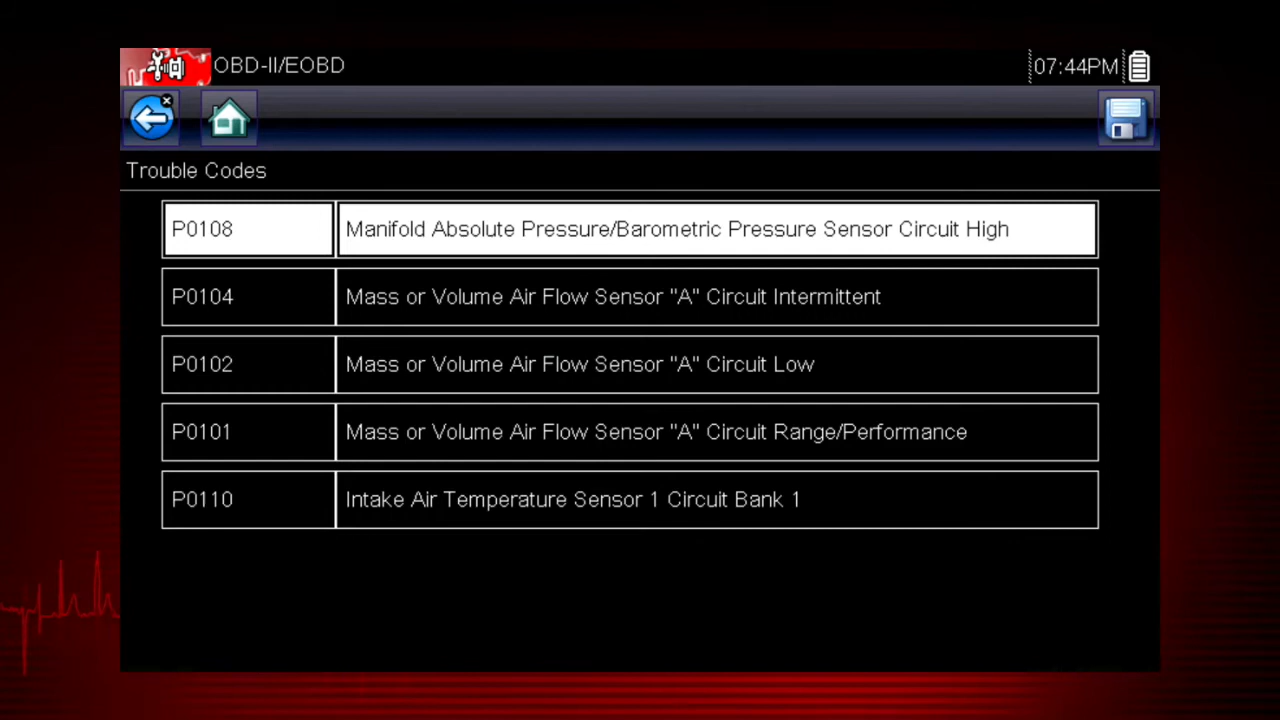 OBD-II/EOBD
07:44PM
Trouble Codes
P0108 Manifold Absolute Pressure/Barometric Pressure Sensor Circuit High
P0104 Mass or Volume Air Flow Sensor "A" Circuit Intermittent
P0102 Mass or Volume Air Flow Sensor "A" Circuit Low
P0101 Mass or Volume Air Flow Sensor "A" Circuit Range/Performance
P0110 Intake Air Temperature Sensor 1 Circuit Bank 1